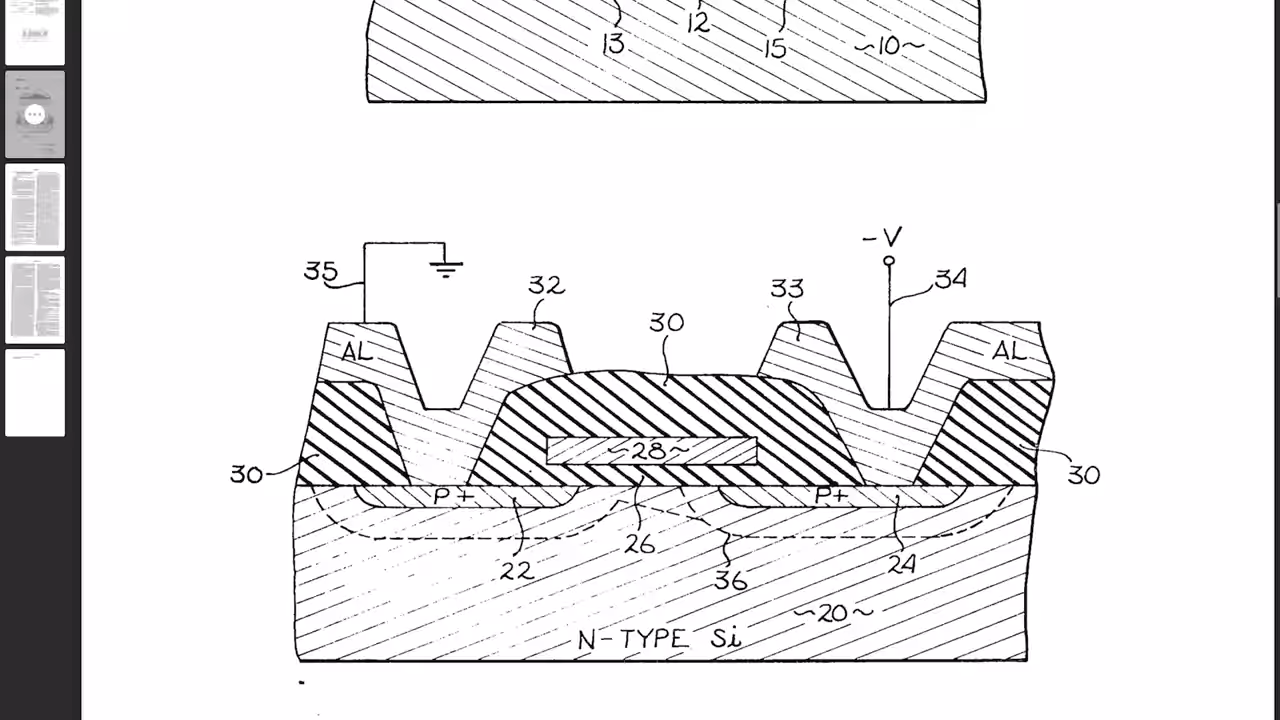 13 12 15 ~10~
-V
35 32 33 34
30
AL AL
~28~
30 30
P+ P+
26
22 36 24
~20~
N-TYPE Si